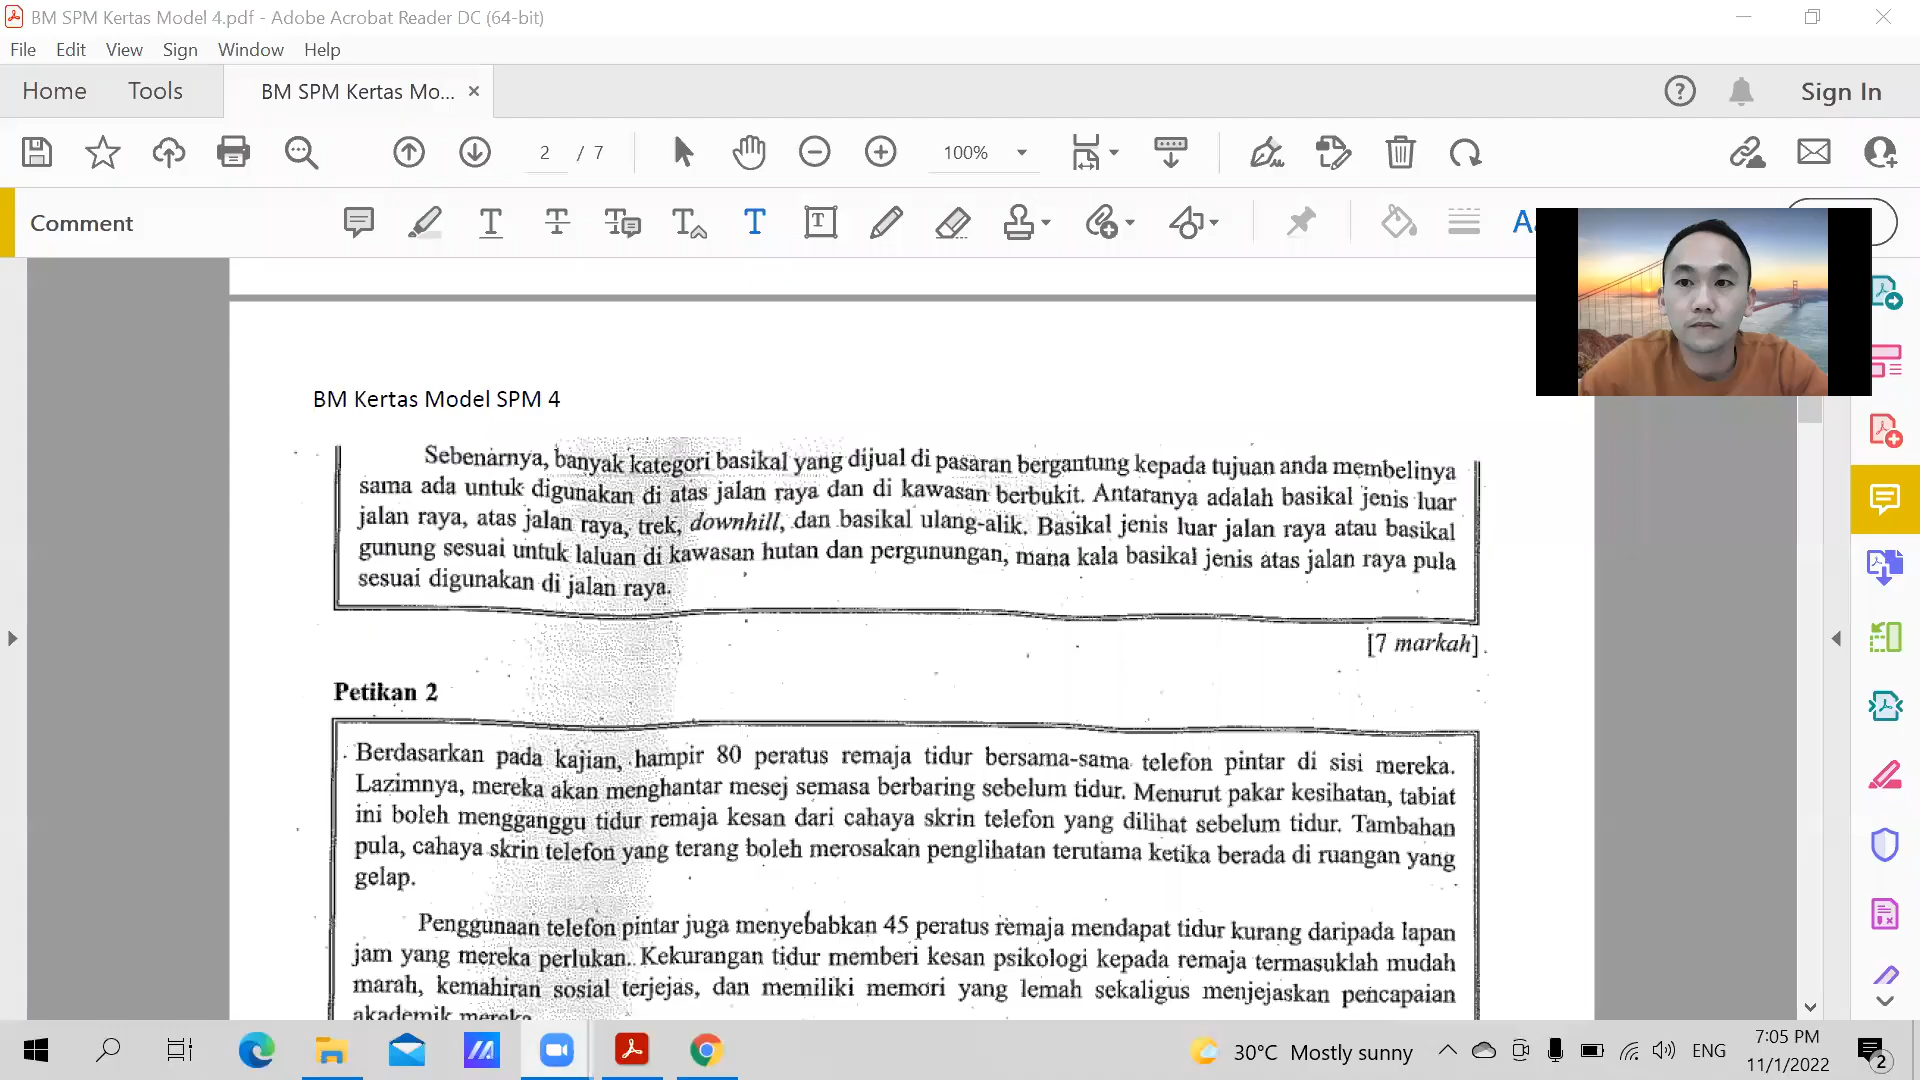 BM SPM Kertas Model 4.pdf - Adobe Acrobat Reader DC (64-bit)
File Edit View Sign Window Help
Home Tools BM SPM Kertas Mo... × Sign In
2 / 7 100%
Comment
BM Kertas Model SPM 4
Sebenarnya, banyak kategori basikal yang dijual di pasaran bergantung kepada tujuan anda membelinya
sama ada untuk digunakan di atas jalan raya dan di kawasan berbukit. Antaranya adalah basikal jenis luar
jalan raya, atas jalan raya, trek, downhill, dan basikal ulang-alik. Basikal jenis luar jalan raya atau basikal
gunung sesuai untuk laluan di kawasan hutan dan pergunungan, mana kala basikal jenis atas jalan raya pula
sesuai digunakan di jalan raya.
[7 markah]
Petikan 2
Berdasarkan pada kajian, hampir 80 peratus remaja tidur bersama-sama telefon pintar di sisi mereka.
Lazimnya, mereka akan menghantar mesej semasa berbaring sebelum tidur. Menurut pakar kesihatan, tabiat
ini boleh mengganggu tidur remaja kesan dari cahaya skrin telefon yang dilihat sebelum tidur. Tambahan
pula, cahaya skrin telefon yang terang boleh merosakan penglihatan terutama ketika berada di ruangan yang
gelap.
Penggunaan telefon pintar juga menyebabkan 45 peratus remaja mendapat tidur kurang daripada lapan
jam yang mereka perlukan. Kekurangan tidur memberi kesan psikologi kepada remaja termasuklah mudah
marah, kemahiran sosial terjejas, dan memiliki memori yang lemah sekaligus menjejaskan pencapaian
akademik mereka
30°C Mostly sunny ENG 7:05 PM
11/1/2022 2